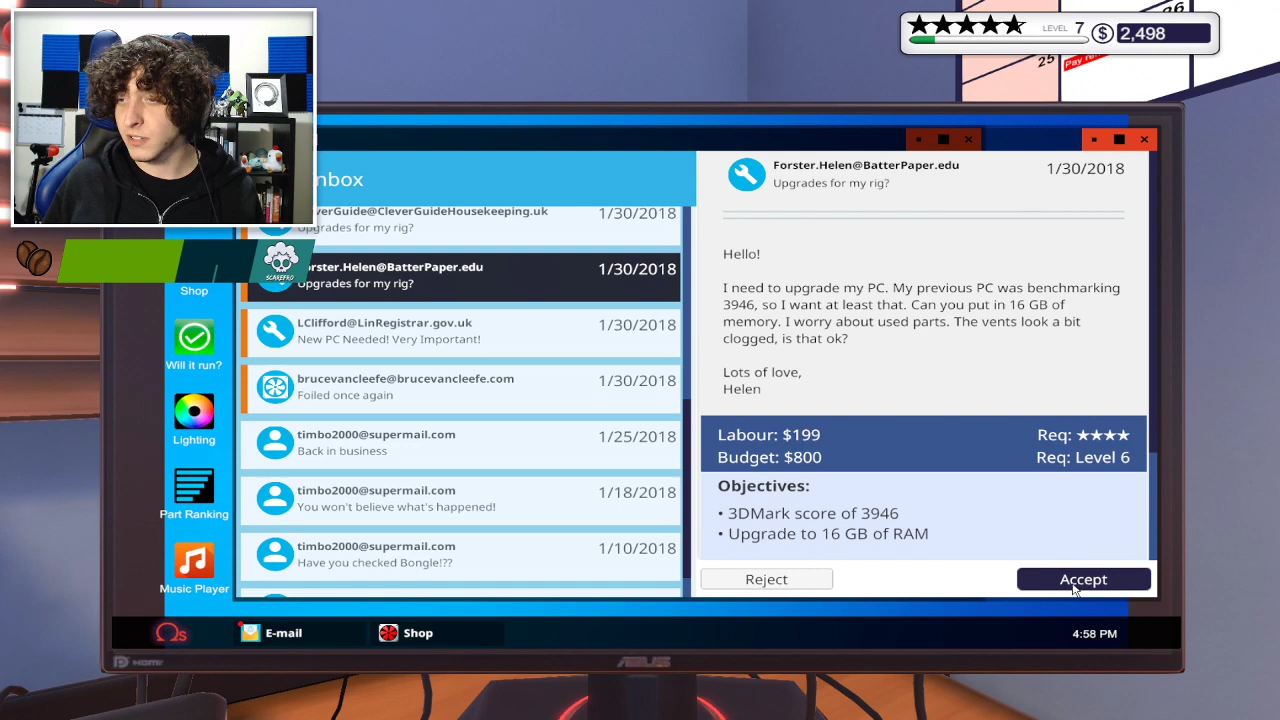 26
LEVEL 7
$ 2,498
25
nbox
verGuide@CleverGuideHousekeeping.uk
1/30/2018
Upgrades for my rig?
orster.Helen@BatterPaper.edu
1/30/2018
Upgrades for my rig?
LClifford@LinRegistrar.gov.uk
1/30/2018
New PC Needed! Very Important!
brucevancleefe@brucevancleefe.com
1/30/2018
Foiled once again
timbo2000@supermail.com
1/25/2018
Back in business
timbo2000@supermail.com
1/18/2018
You won't believe what's happened!
timbo2000@supermail.com
1/10/2018
Have you checked Bongle!??
SCAREPRO
Shop
Will it run?
Lighting
Part Ranking
Music Player
Forster.Helen@BatterPaper.edu
1/30/2018
Upgrades for my rig?
Hello!
I need to upgrade my PC. My previous PC was benchmarking
3946, so I want at least that. Can you put in 16 GB of
memory. I worry about used parts. The vents look a bit
clogged, is that ok?
Lots of love,
Helen
Labour: $199
Req: ★★★★
Budget: $800
Req: Level 6
Objectives:
• 3DMark score of 3946
• Upgrade to 16 GB of RAM
Reject
Accept
Ωs
E-mail
Shop
4:58 PM
HDMI
ASUS